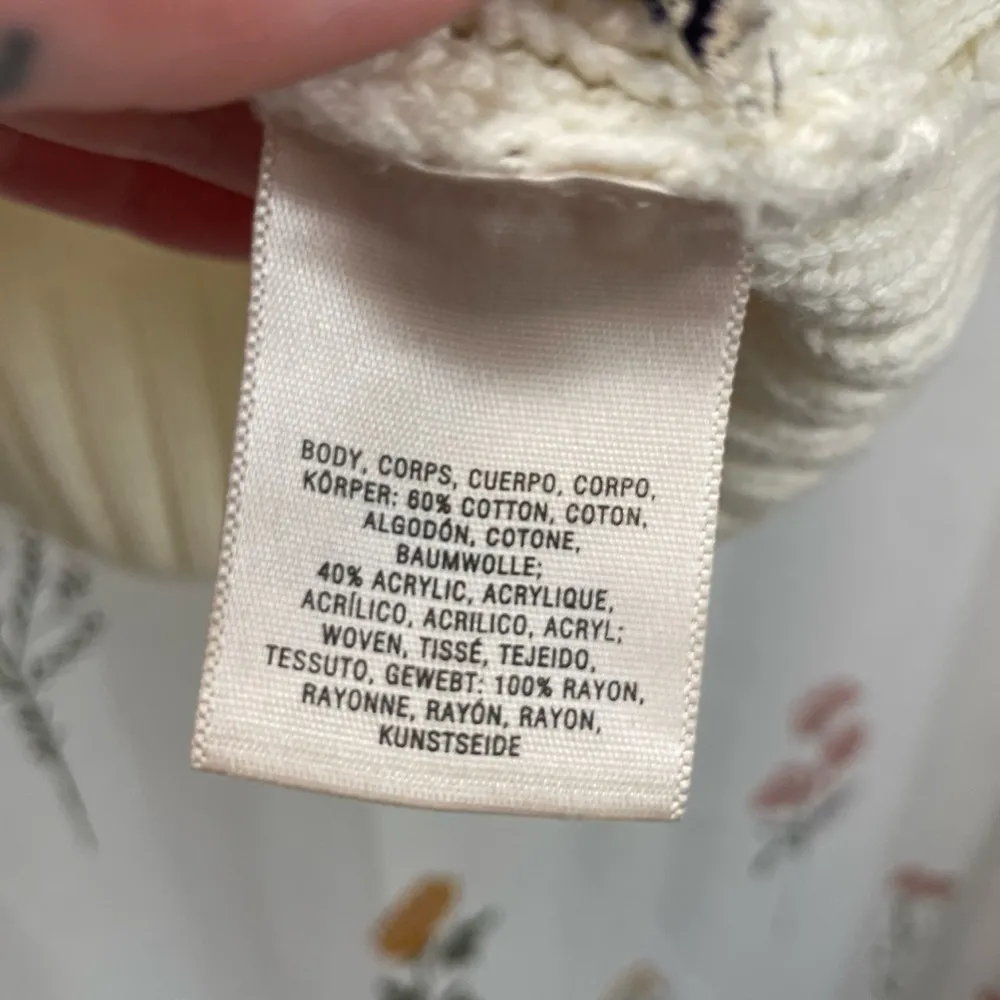 BODY, CORPS, CUERPO, CORPO,
KÖRPER: 60% COTTON, COTON,
ALGODÓN, COTONE,
BAUMWOLLE;
40% ACRYLIC, ACRYLIQUE,
ACRÍLICO, ACRILICO, ACRYL;
WOVEN, TISSÉ, TEJEIDO,
TESSUTO, GEWEBT: 100% RAYON,
RAYONNE, RAYÓN, RAYON,
KUNSTSEIDE